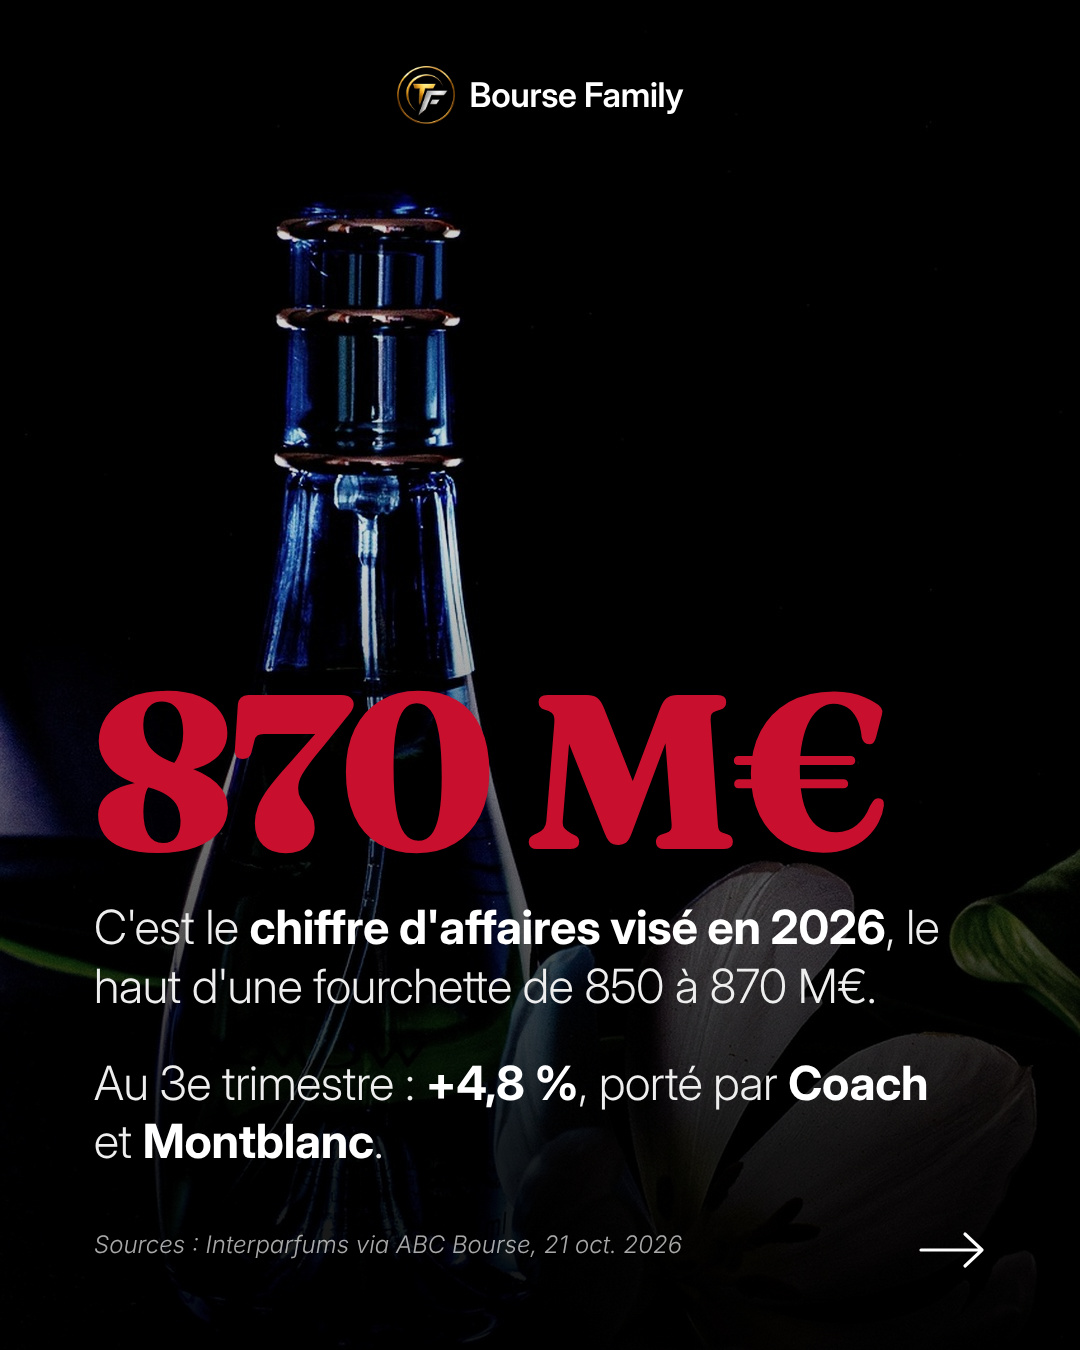 TF Bourse Family
870 M€
C'est le chiffre d'affaires visé en 2026, le
haut d'une fourchette de 850 à 870 M€.
Au 3e trimestre : +4,8 %, porté par Coach
et Montblanc.
Sources : Interparfums via ABC Bourse, 21 oct. 2026